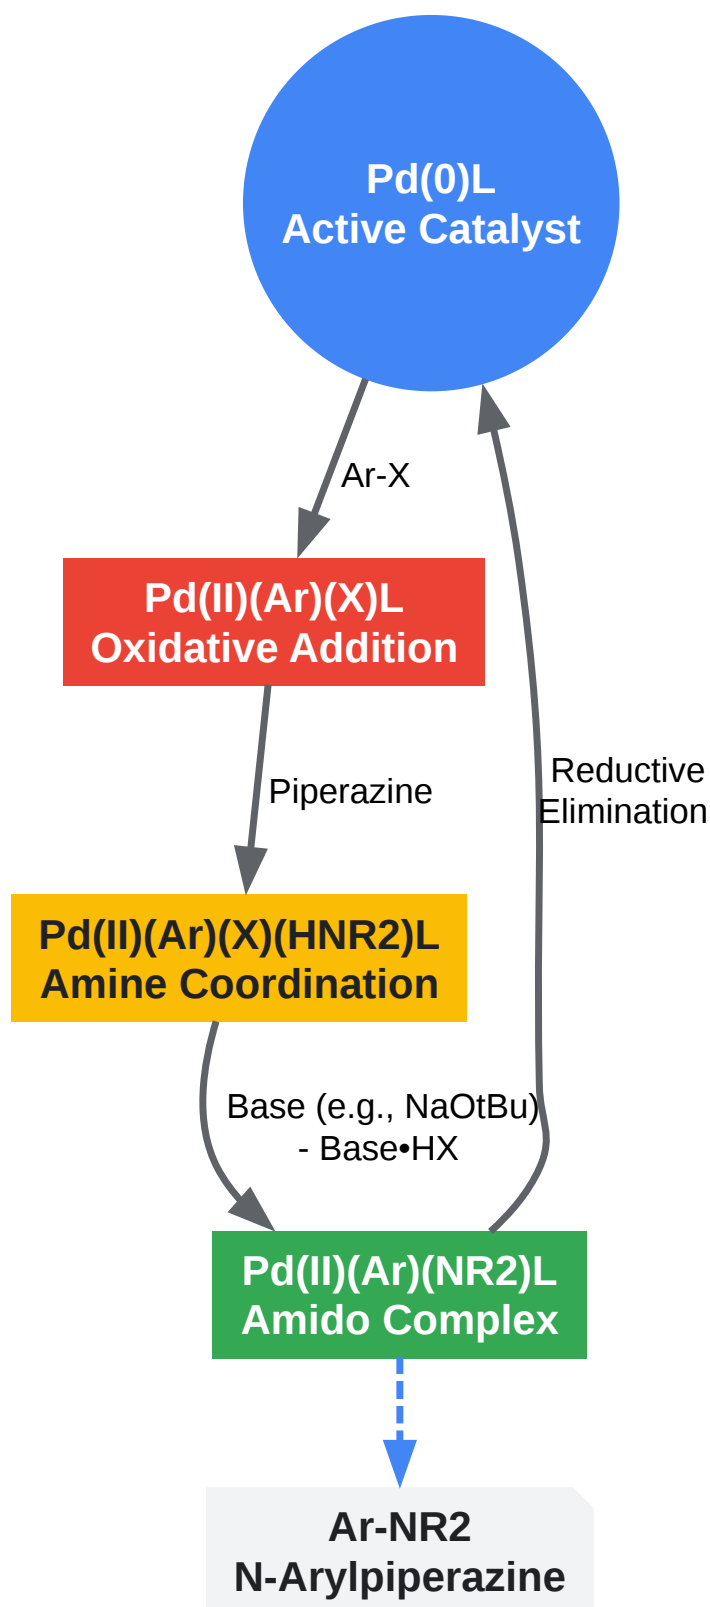 Pd(0)L
Active Catalyst
Ar-X
Pd(II)(Ar)(X)L
Oxidative Addition
Piperazine
Reductive
Elimination
Pd(II)(Ar)(X)(HNR2)L
Amine Coordination
Base (e.g., NaOtBu)
- Base•HX
Pd(II)(Ar)(NR2)L
Amido Complex
Ar-NR2
N-Arylpiperazine